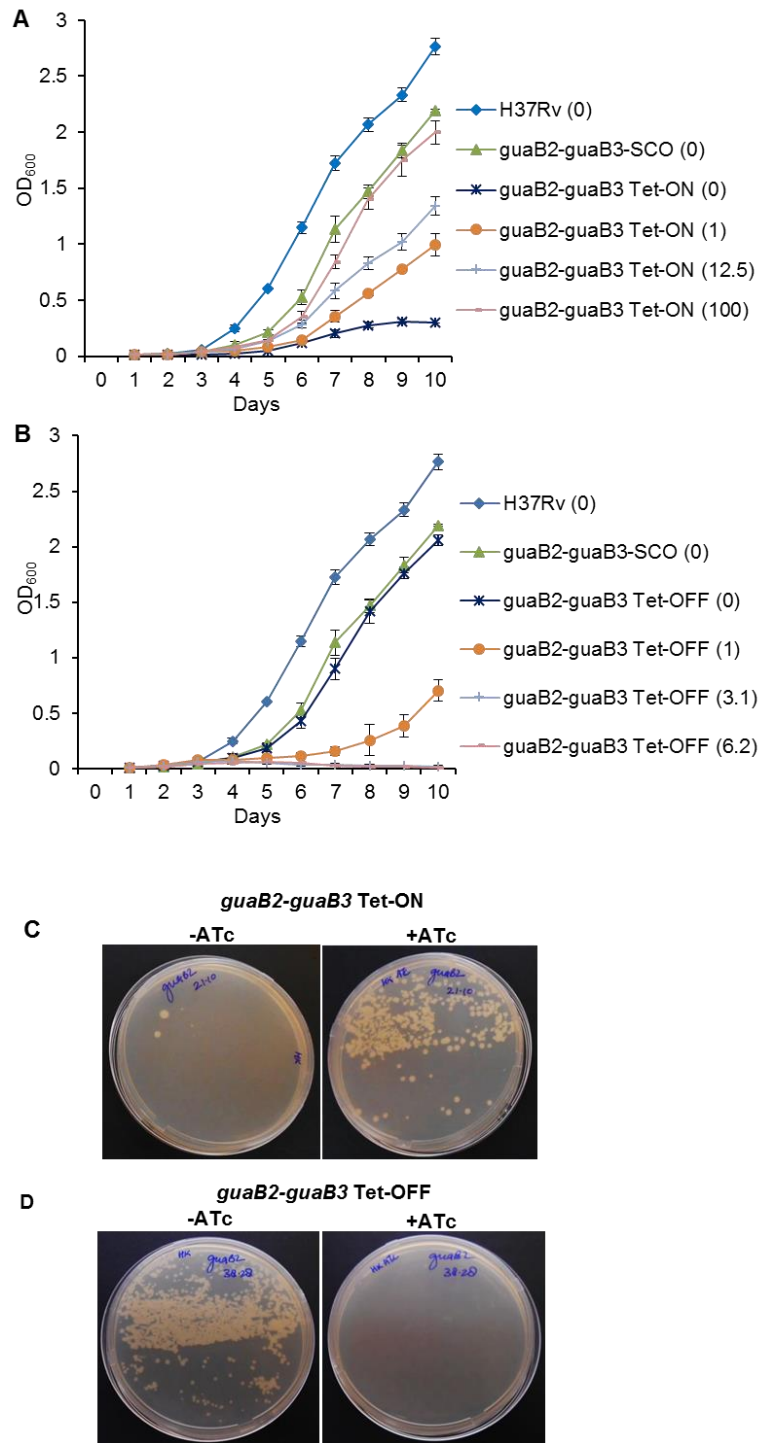 A
3
2.5
2
1.5
1
0.5
0
OD600
0 1 2 3 4 5 6 7 8 9 10
Days
H37Rv (0)
guaB2-guaB3-SCO (0)
guaB2-guaB3 Tet-ON (0)
guaB2-guaB3 Tet-ON (1)
guaB2-guaB3 Tet-ON (12.5)
guaB2-guaB3 Tet-ON (100)
B
3
2.5
2
1.5
1
0.5
0
OD600
0 1 2 3 4 5 6 7 8 9 10
Days
H37Rv (0)
guaB2-guaB3-SCO (0)
guaB2-guaB3 Tet-OFF (0)
guaB2-guaB3 Tet-OFF (1)
guaB2-guaB3 Tet-OFF (3.1)
guaB2-guaB3 Tet-OFF (6.2)
guaB2-guaB3 Tet-ON
C
-ATc +ATc
guaB2
21-10
guaB2
21-10
guaB2-guaB3 Tet-OFF
D
-ATc +ATc
HK guaB2
38-28
guaB2
38-28